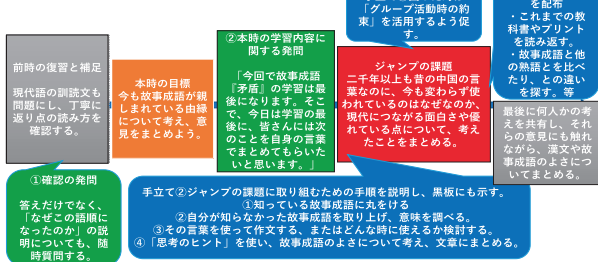 「グループ活動時の約
束」を活用するよう促
す。
を配布
・これまでの教
科書やプリント
を読み返す。
・故事成語と他
の熟語とを比べ
たり、との違い
を探す。等
前時の復習と補足
現代語の訓読文も
問題にし、丁寧に
返り点の読み方を
確認する。
本時の目標
今も故事成語が親
しまれている由縁
について考え、意
見をまとめよう。
②本時の学習内容に
関する発問
「今回で故事成語
『矛盾』の学習は最
後になります。そこ
で、今日は学習の
最後に、皆さんには次
のことを自身の言葉
でまとめてもらいた
いと思います。」
ジャンプの課題
二千年以上も昔の中国の言
葉なのに、今も変わらず使
われているのはなぜなのか、
現代につながる面白さや優
れている点について、考え
たことをまとめる。
最後に何人かの考
えを共有し、それ
らの意見にも触れ
ながら、漢文や故
事成語のよさにつ
いてまとめる。
①確認の発問
答えだけでなく、
「なぜこの語順に
なったのか」の説
明についても、随
時質問する。
手立て②ジャンプの課題に取り組むための手順を説明し、黒板にも示す。
①知っている故事成語に丸をける
②自分が知らなかった故事成語を取り上げ、意味を調べる。
③その言葉を使って作文する、またはどんな時に使えるか検討する。
④「思考のヒント」を使い、故事成語のよさについて考え、文章にまとめる。